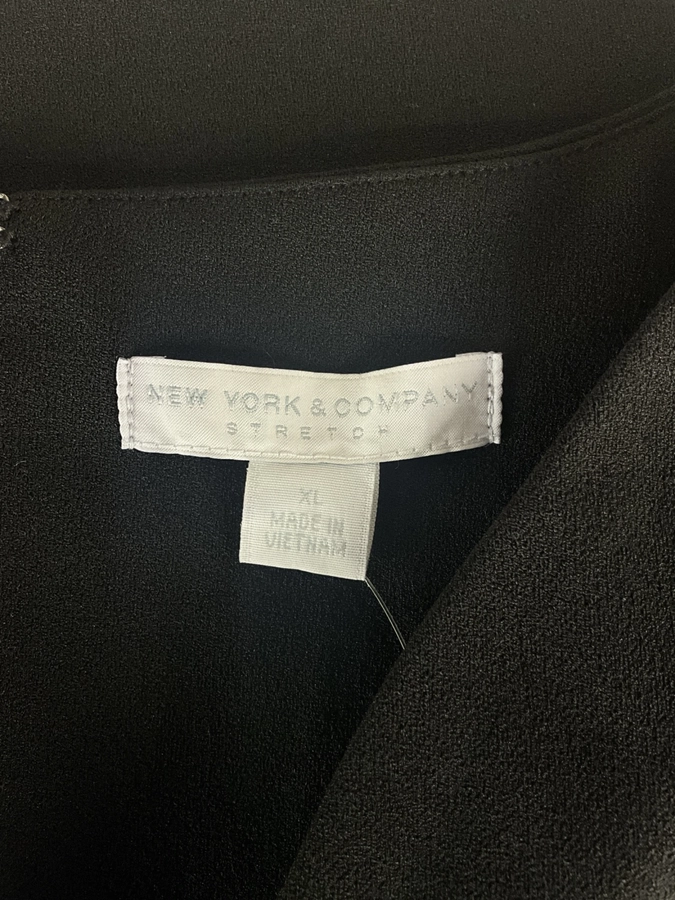 NEW YORK & COMPANY
STRETCH
XL
MADE IN
VIETNAM